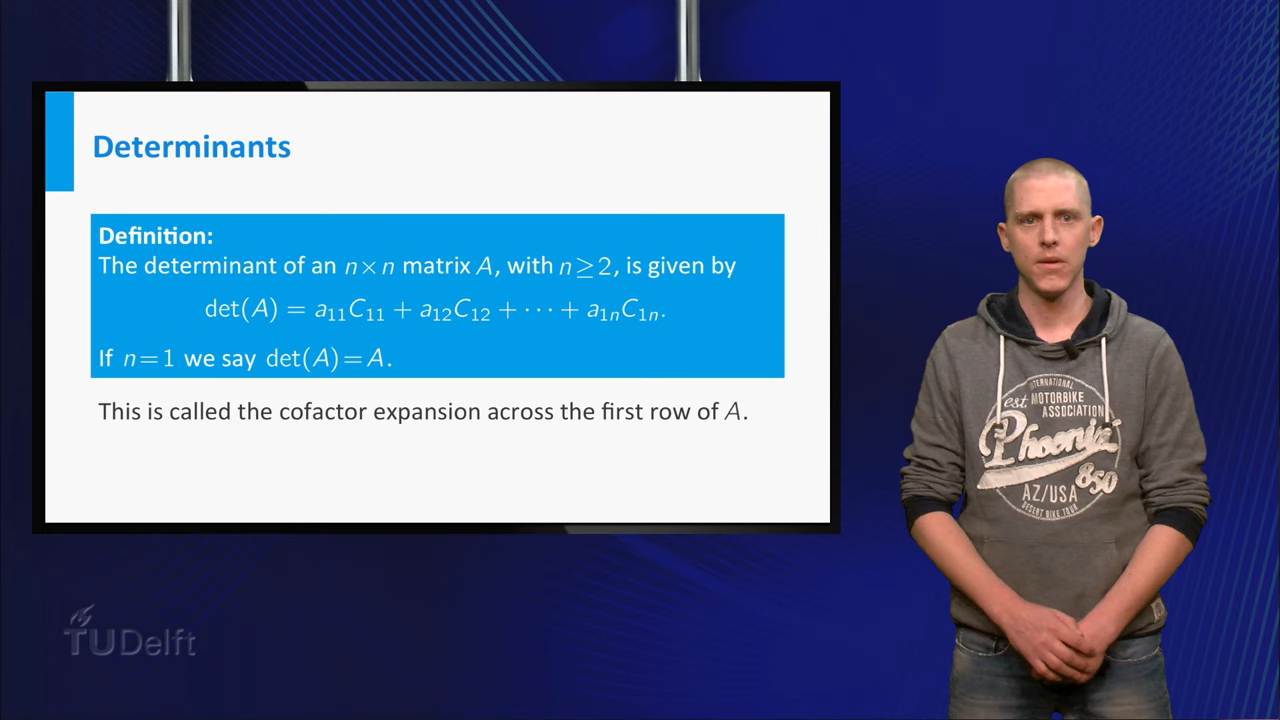 Determinants
Definition:
The determinant of an n×n matrix A, with n≥2, is given by
det(A) = a₁₁C₁₁ + a₁₂C₁₂ + ··· + a₁ₙC₁ₙ.
If n=1 we say det(A)=A.
This is called the cofactor expansion across the first row of A.
INTERNATIONAL
est. MOTORBIKE
ASSOCIATION
Phoenix
850
AZ/USA
DESERT BIKE TOUR
TUDelft